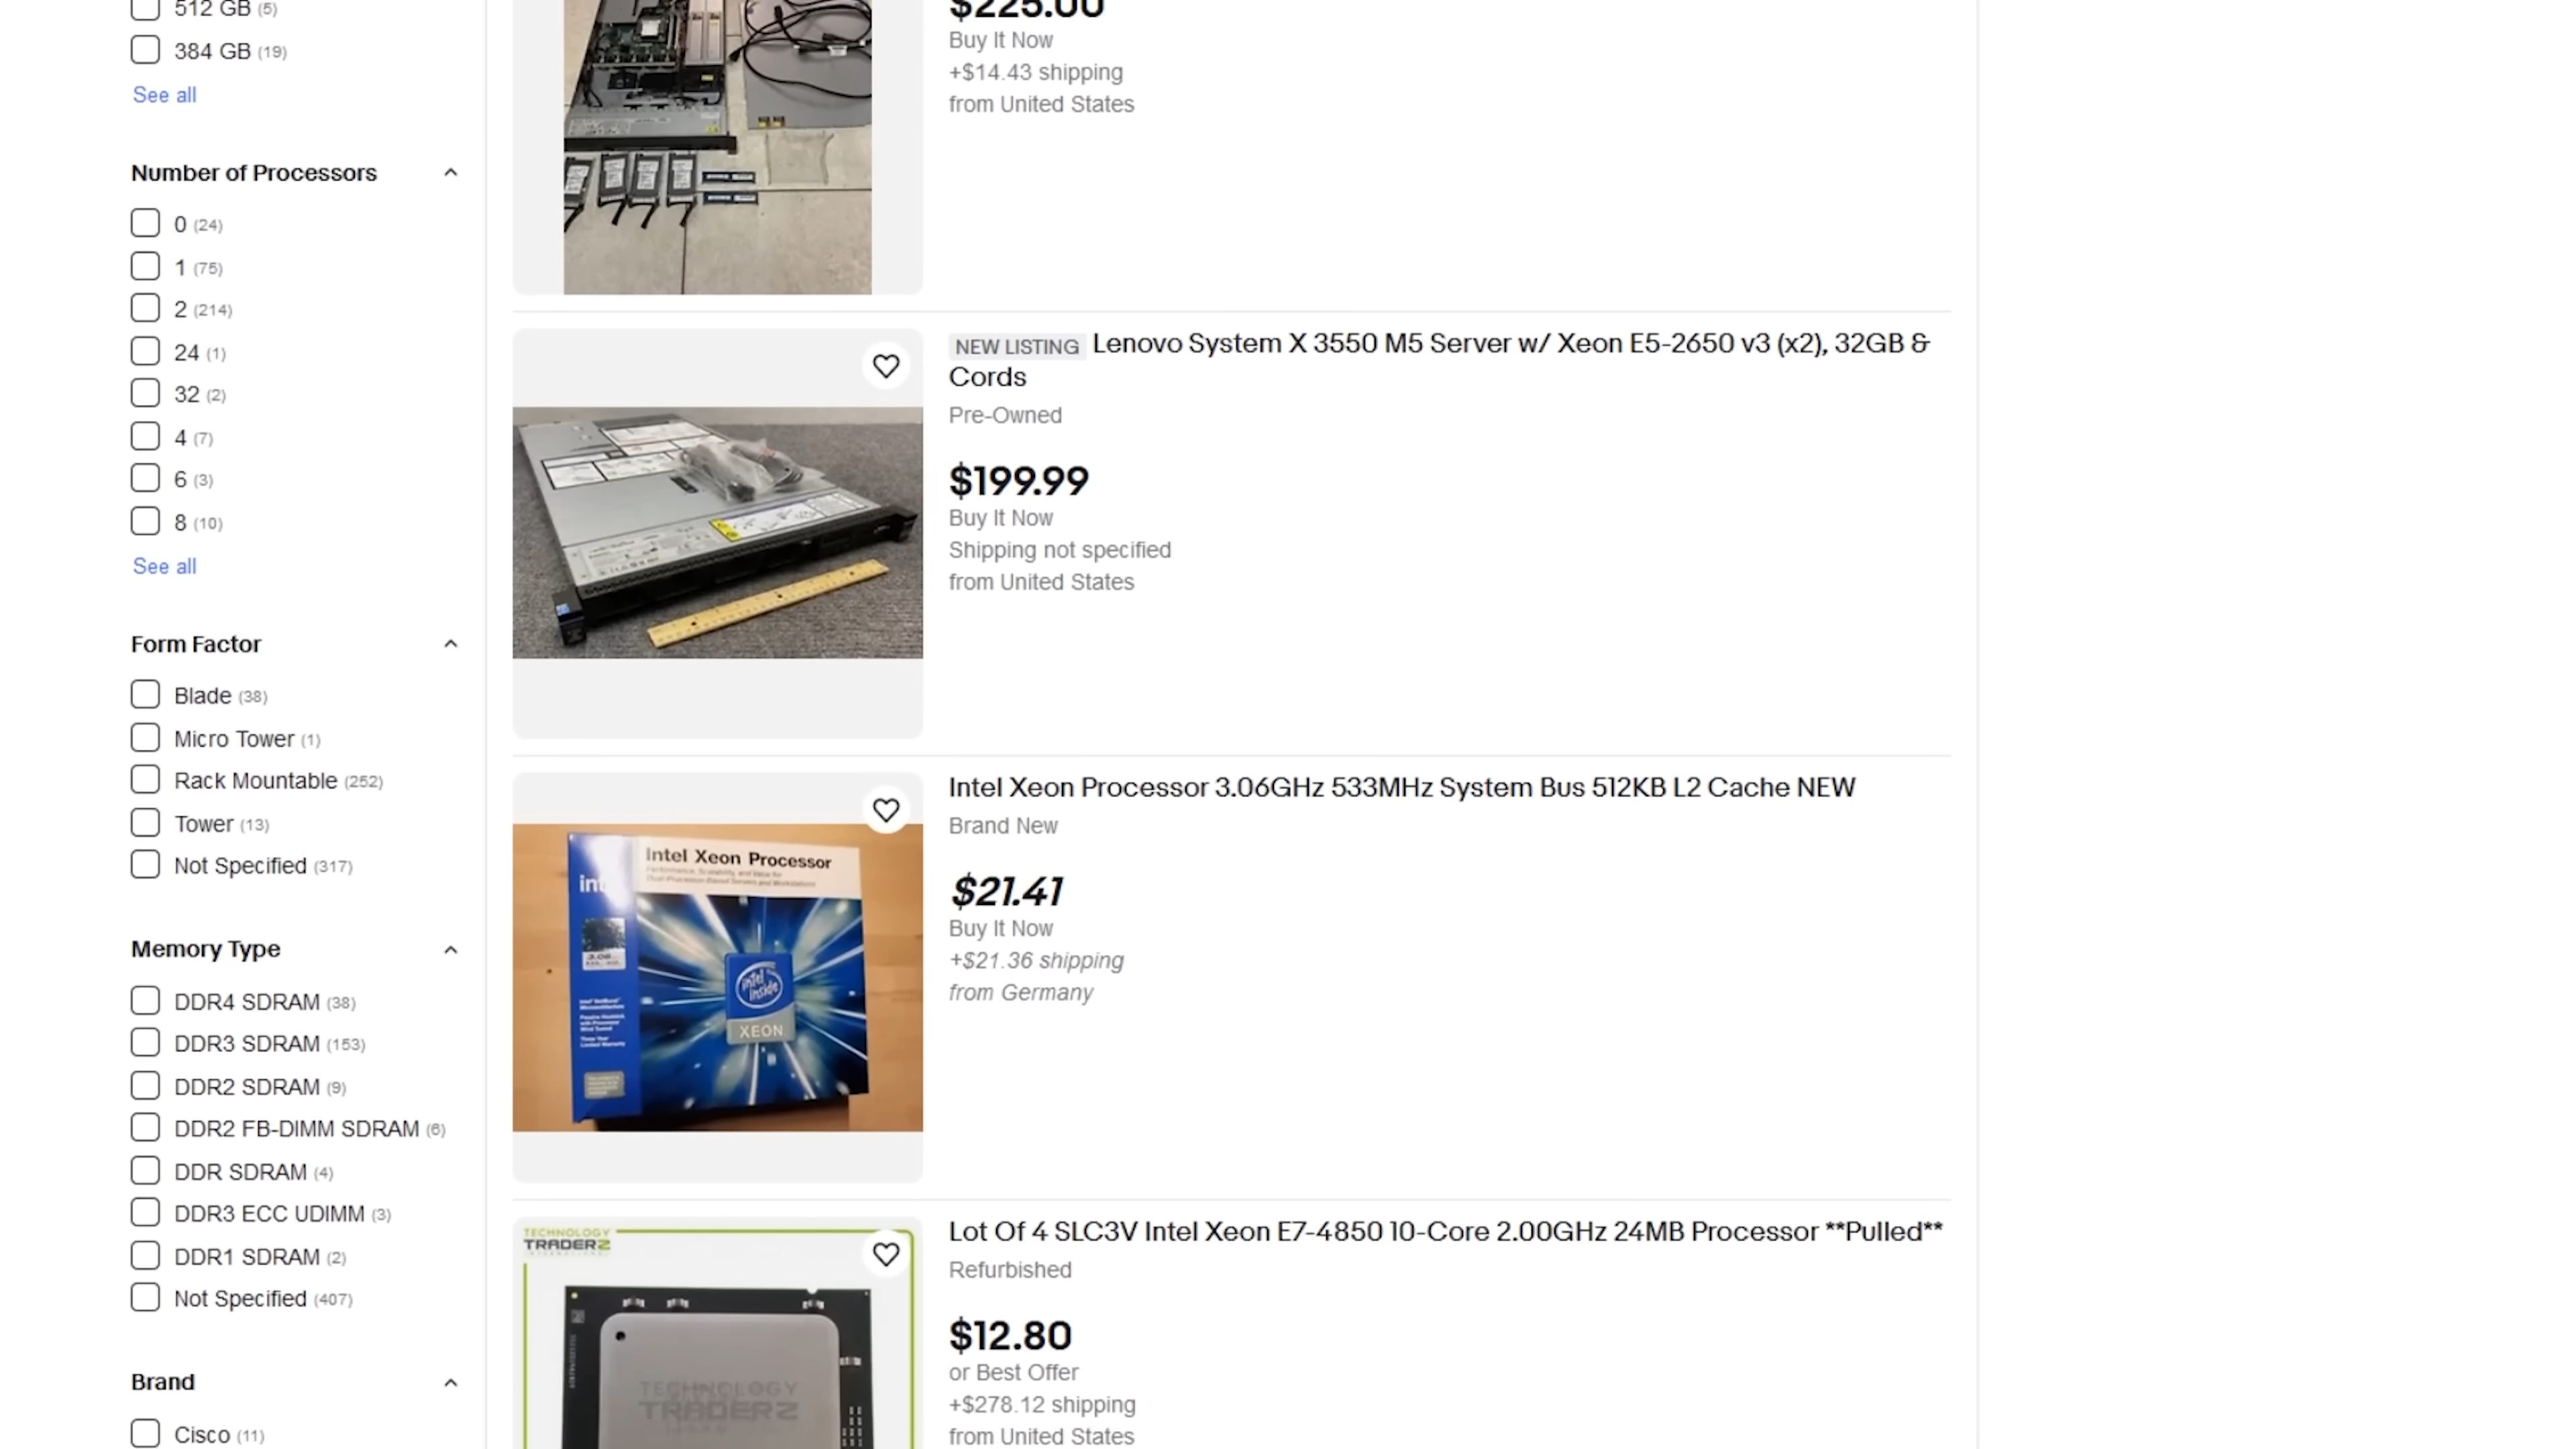 512 GB (5)
384 GB (19)
See all
Number of Processors
0 (24)
1 (75)
2 (214)
24 (1)
32 (2)
4 (7)
6 (3)
8 (10)
See all
Form Factor
Blade (38)
Micro Tower (1)
Rack Mountable (252)
Tower (13)
Not Specified (317)
Memory Type
DDR4 SDRAM (38)
DDR3 SDRAM (153)
DDR2 SDRAM (9)
DDR2 FB-DIMM SDRAM (6)
DDR SDRAM (4)
DDR3 ECC UDIMM (3)
DDR1 SDRAM (2)
Not Specified (407)
Brand
Cisco (11)
$225.00
Buy It Now
+$14.43 shipping
from United States
NEW LISTING Lenovo System X 3550 M5 Server w/ Xeon E5-2650 v3 (x2), 32GB &
Cords
Pre-Owned
$199.99
Buy It Now
Shipping not specified
from United States
Intel Xeon Processor
int
intel
inside
XEON
Intel Xeon Processor 3.06GHz 533MHz System Bus 512KB L2 Cache NEW
Brand New
$21.41
Buy It Now
+$21.36 shipping
from Germany
TECHNOLOGY
TRADERZ
TECHNOLOGY
TRADERZ
Lot Of 4 SLC3V Intel Xeon E7-4850 10-Core 2.00GHz 24MB Processor **Pulled**
Refurbished
$12.80
or Best Offer
+$278.12 shipping
from United States